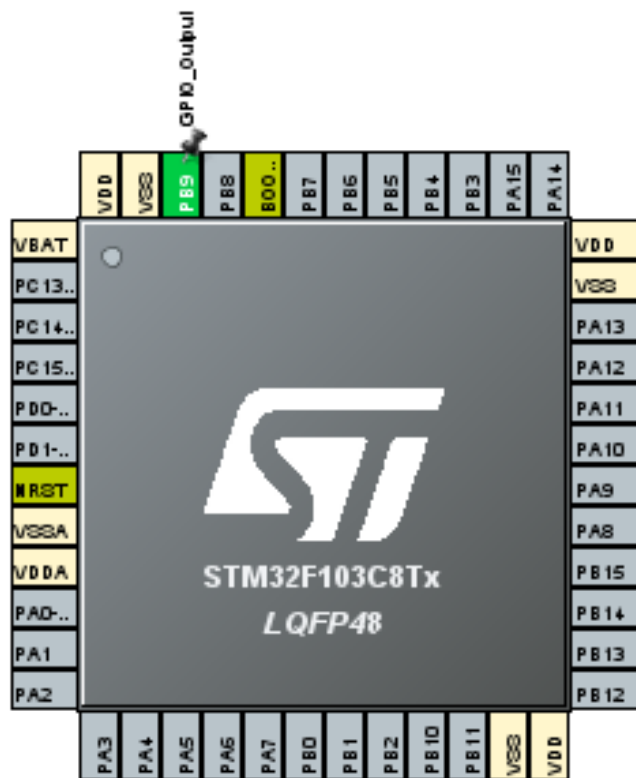 GPIO_Output
VDD
VSS
PB9
PB8
BOO..
PB7
PB6
PB5
PB4
PB3
PA15
PA14
VBAT
PC13..
PC14..
PC15..
PD0-..
PD1-..
NRST
VSSA
VDDA
PA0-..
PA1
PA2
VDD
VSS
PA13
PA12
PA11
PA10
PA9
PA8
PB15
PB14
PB13
PB12
ST
STM32F103C8Tx
LQFP48
PA3
PA4
PA5
PA6
PA7
PB0
PB1
PB2
PB10
PB11
VSS
VDD